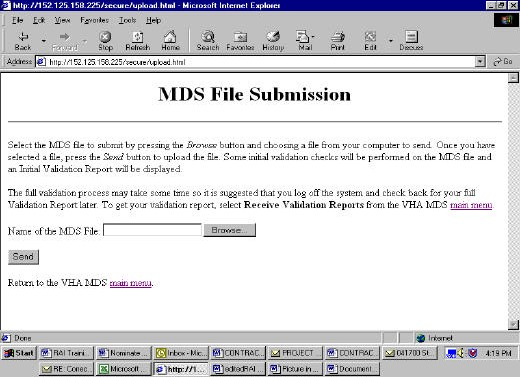 http://152.125.158.225/secure/upload.html - Microsoft Internet Explorer
File Edit View Favorites Tools Help
Back Forward Stop Refresh Home Search Favorites History Mail Print Edit Discuss
Address http://152.125.158.225/secure/upload.html Go
MDS File Submission
Select the MDS file to submit by pressing the Browse button and choosing a file from your computer to send. Once you have
selected a file, press the Send button to upload the file. Some initial validation checks will be performed on the MDS file and
an Initial Validation Report will be displayed.
The full validation process may take some time so it is suggested that you log off the system and check back for your full
Validation Report later. To get your validation report, select Receive Validation Reports from the VHA MDS main menu.
Name of the MDS File: Browse...
Send
Return to the VHA MDS main menu.
Done Internet
Start RAI Traini... Nominate ... Inbox - Mic... CONTRAC... PROJECT ... CONTRAC... 041700 St... 4:19 PM
RE: Corec... Microsoft ... http://1... editedRAI... Picture in ... Document...